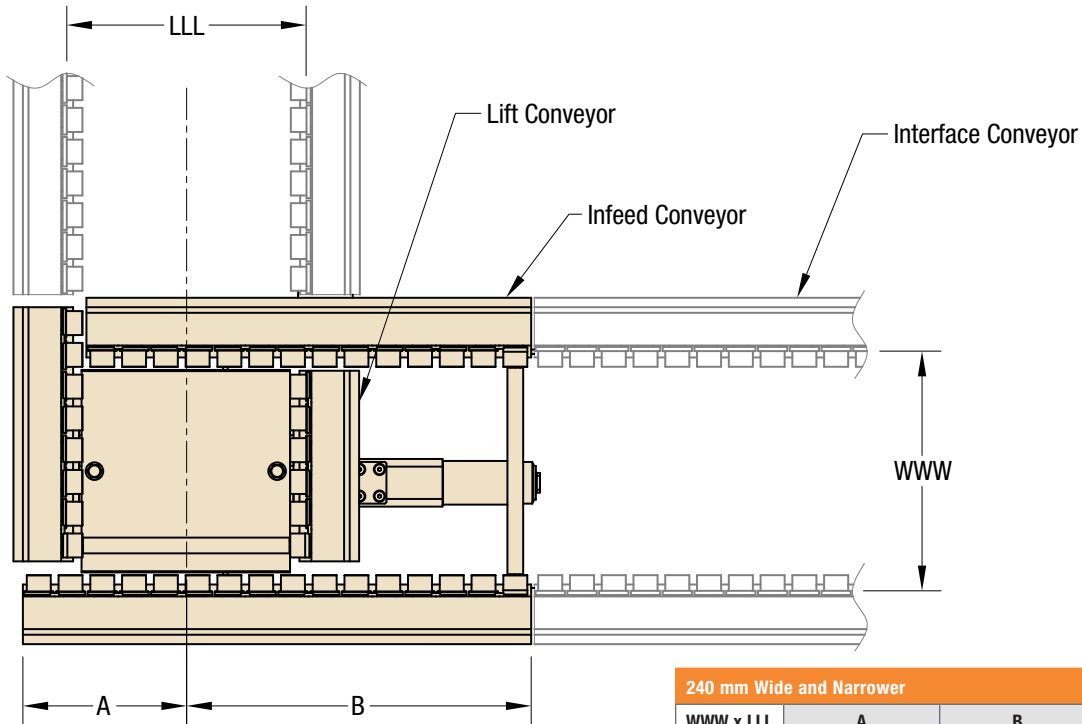 LLL
Lift Conveyor
Interface Conveyor
Infeed Conveyor
WWW
A
B
240 mm Wide and Narrower
WWW x LLL A B